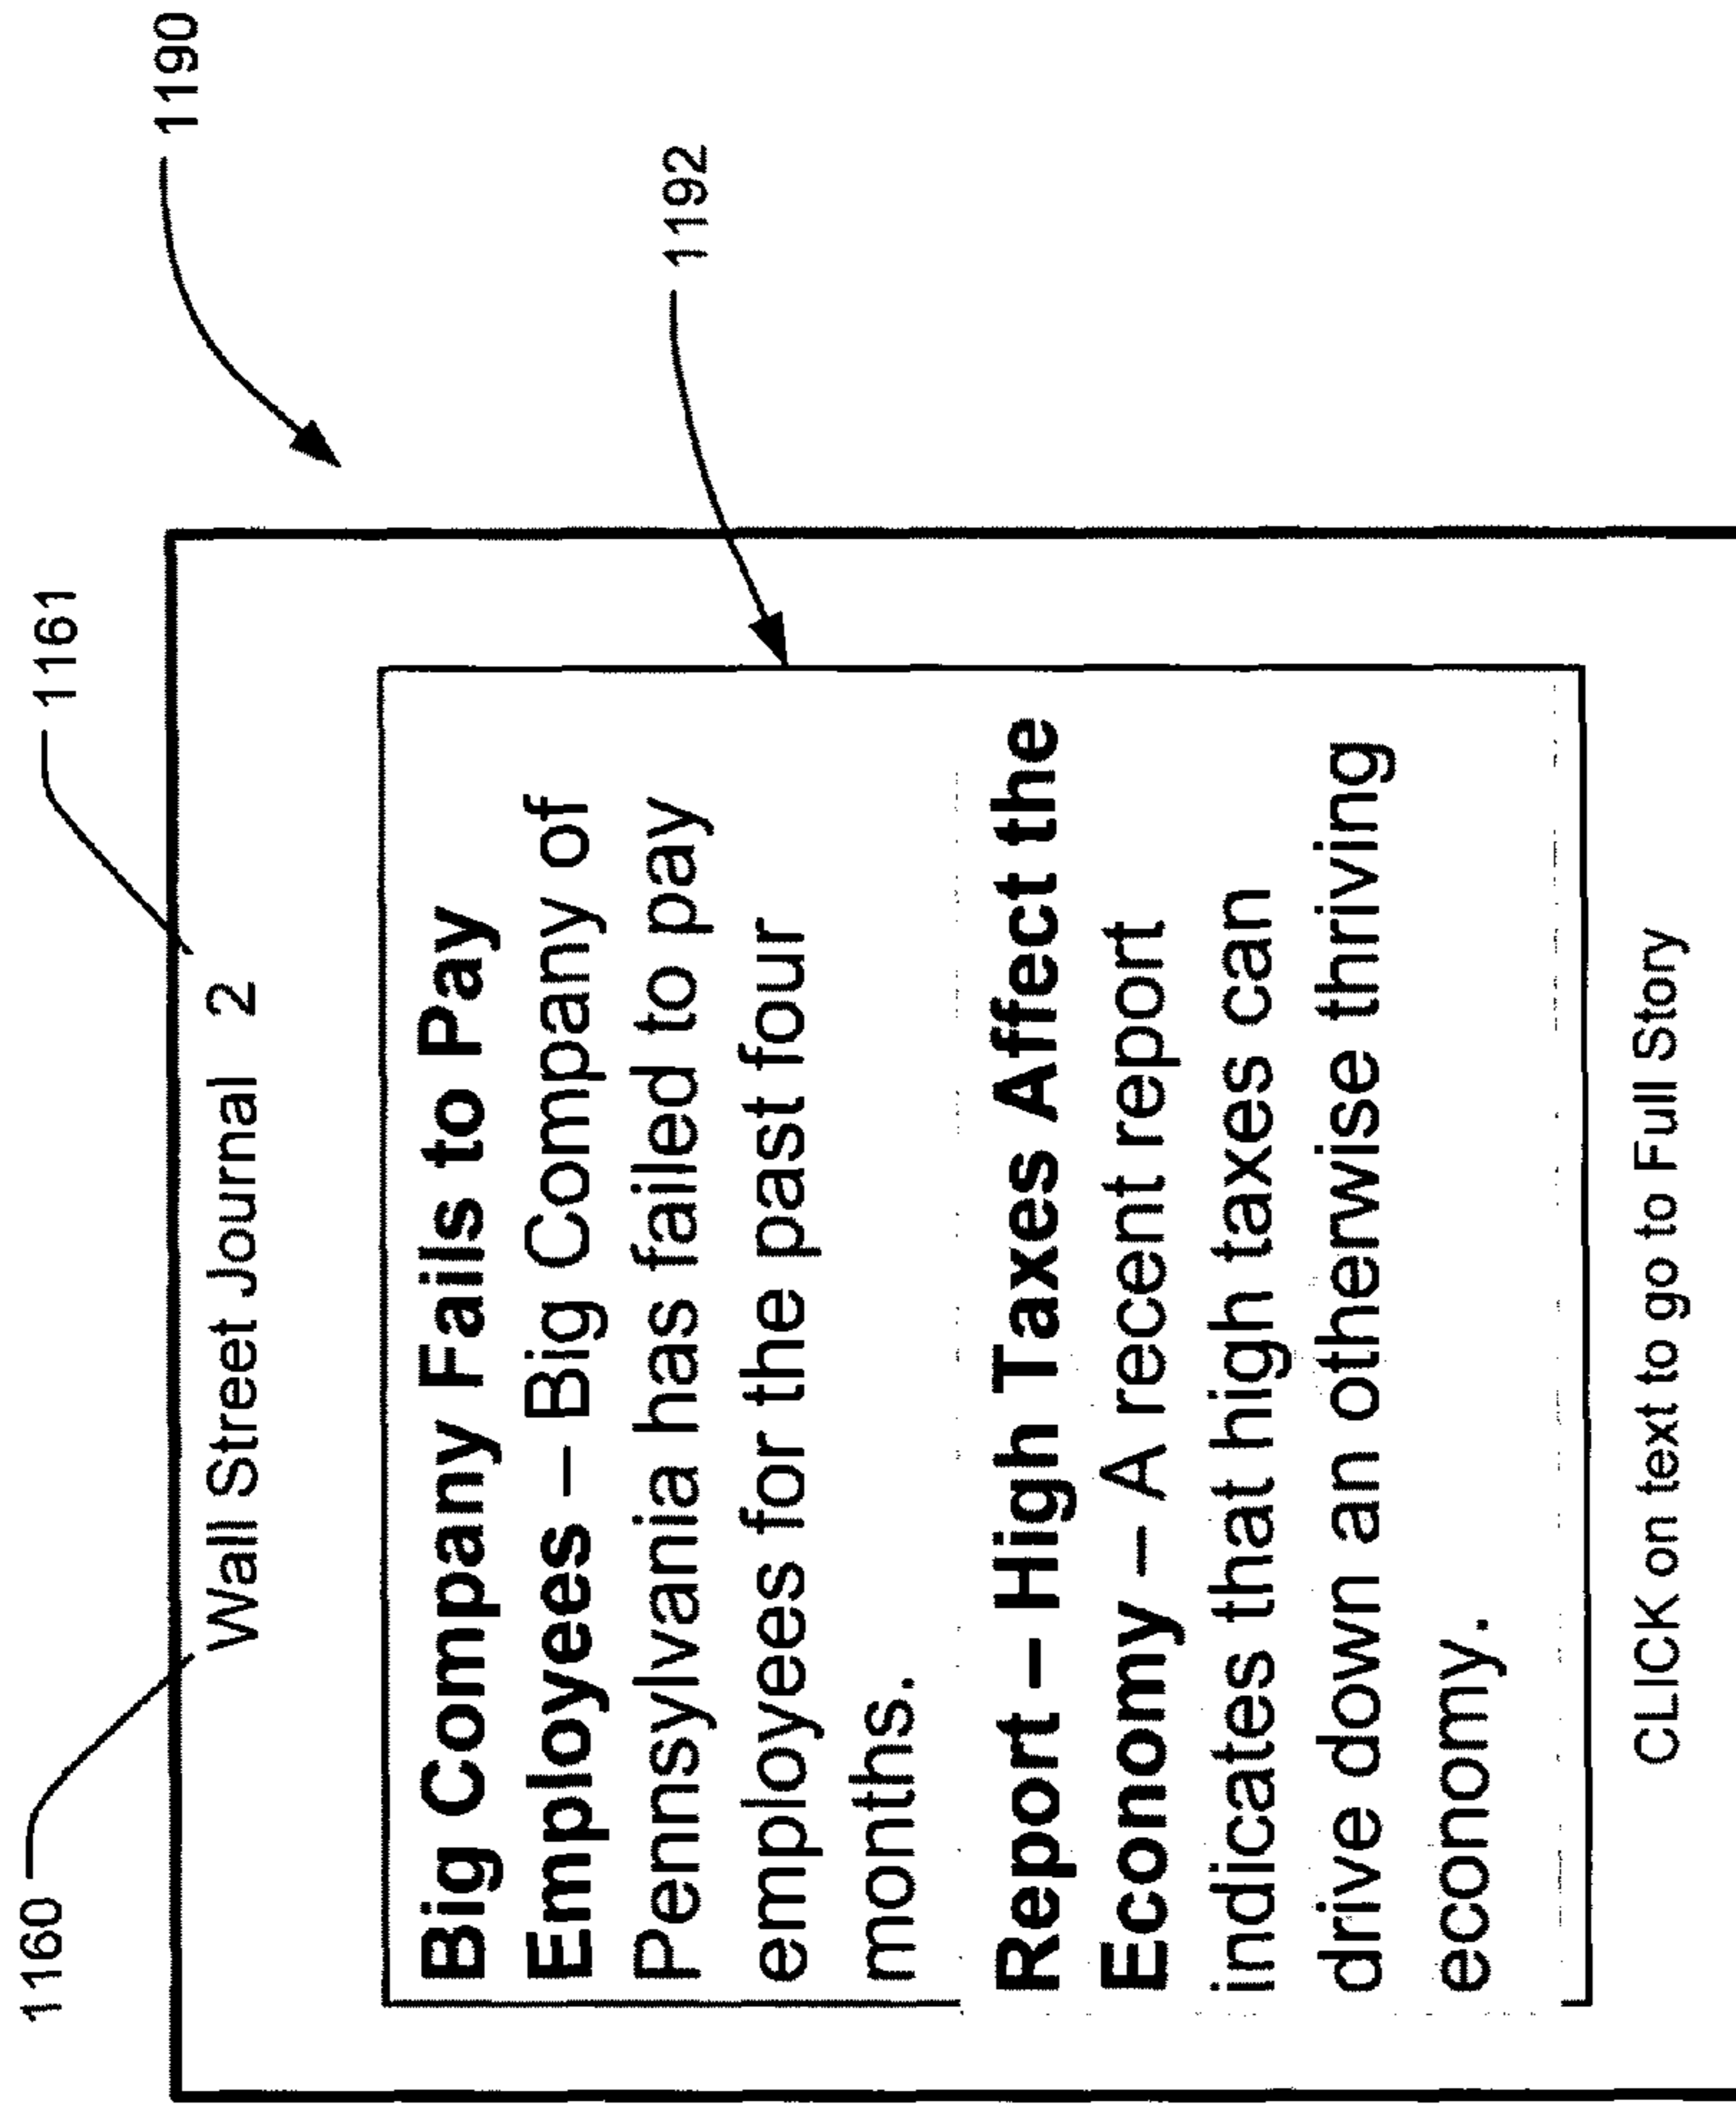 1160
1161
1190
1192
Wall Street Journal 2
Big Company Fails to Pay
Employees – Big Company of
Pennsylvania has failed to pay
employees for the past four
months.
Report – High Taxes Affect the
Economy – A recent report
indicates that high taxes can
drive down an otherwise thriving
economy.
CLICK on text to go to Full Story